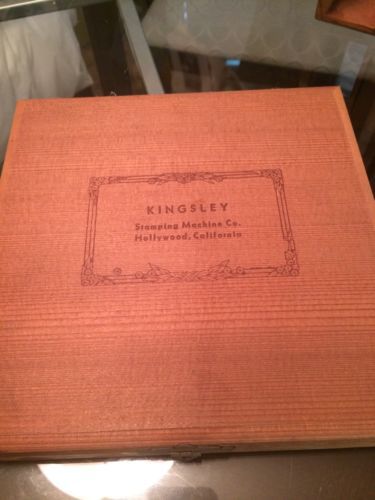 KINGSLEY
Stamping Machine Co.
Hollywood, California